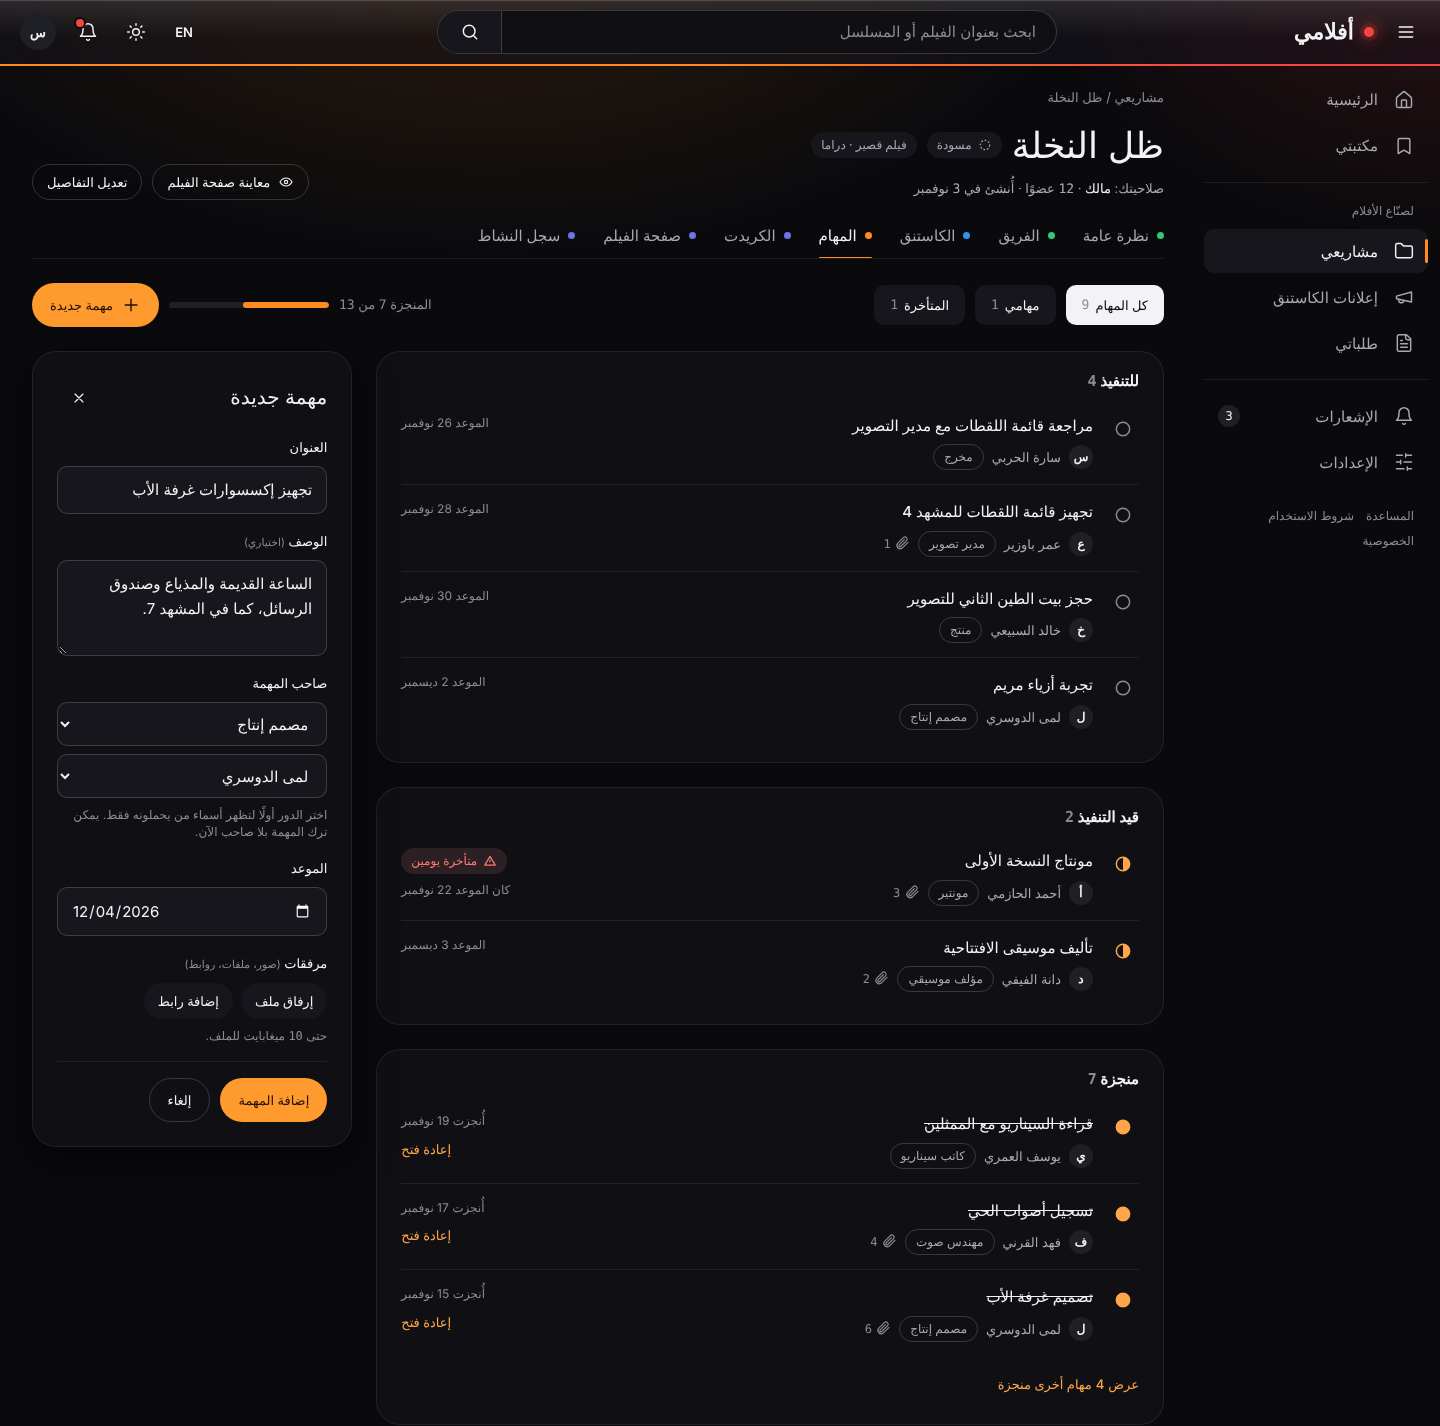 أفلامي
ابحث بعنوان الفيلم أو المسلسل
EN
س
الرئيسية
مكتبتي
لصنّاع الأفلام
مشاريعي
إعلانات الكاستنق
طلباتي
الإشعارات 3
الإعدادات
المساعدة شروط الاستخدام
الخصوصية
مشاريعي / ظل النخلة
ظل النخلة مسودة فيلم قصير · دراما
صلاحيتك: مالك · 12 عضوًا · أُنشئ في 3 نوفمبر
معاينة صفحة الفيلم تعديل التفاصيل
نظرة عامة الفريق الكاستنق المهام الكريدت صفحة الفيلم سجل النشاط
كل المهام 9 مهامي 1 المتأخرة 1
المنجزة 7 من 13
مهمة جديدة
للتنفيذ 4
مراجعة قائمة اللقطات مع مدير التصوير
الموعد 26 نوفمبر
س سارة الحربي مخرج
تجهيز قائمة اللقطات للمشهد 4
الموعد 28 نوفمبر
ع عمر باوزير مدير تصوير 1
حجز بيت الطين الثاني للتصوير
الموعد 30 نوفمبر
خ خالد السبيعي منتج
تجربة أزياء مريم
الموعد 2 ديسمبر
ل لمى الدوسري مصمم إنتاج
قيد التنفيذ 2
مونتاج النسخة الأولى
متأخرة يومين
أ أحمد الحازمي مونتير 3
كان الموعد 22 نوفمبر
تأليف موسيقى الافتتاحية
الموعد 3 ديسمبر
د دانة الفيفي مؤلف موسيقي 2
منجزة 7
قراءة السيناريو مع الممثلين
أُنجزت 19 نوفمبر
ي يوسف العمري كاتب سيناريو
إعادة فتح
تسجيل أصوات الحي
أُنجزت 17 نوفمبر
ف فهد القرني مهندس صوت 4
إعادة فتح
تصميم غرفة الأب
أُنجزت 15 نوفمبر
ل لمى الدوسري مصمم إنتاج 6
إعادة فتح
عرض 4 مهام أخرى منجزة
مهمة جديدة
العنوان
تجهيز إكسسوارات غرفة الأب
الوصف (اختياري)
الساعة القديمة والمذياع وصندوق
الرسائل، كما في المشهد 7.
صاحب المهمة
مصمم إنتاج
لمى الدوسري
اختر الدور أولًا لتظهر أسماء من يحملونه فقط. يمكن
ترك المهمة بلا صاحب الآن.
الموعد
12/04/2026
مرفقات (صور، ملفات، روابط)
إرفاق ملف إضافة رابط
حتى 10 ميغابايت للملف.
إضافة المهمة إلغاء